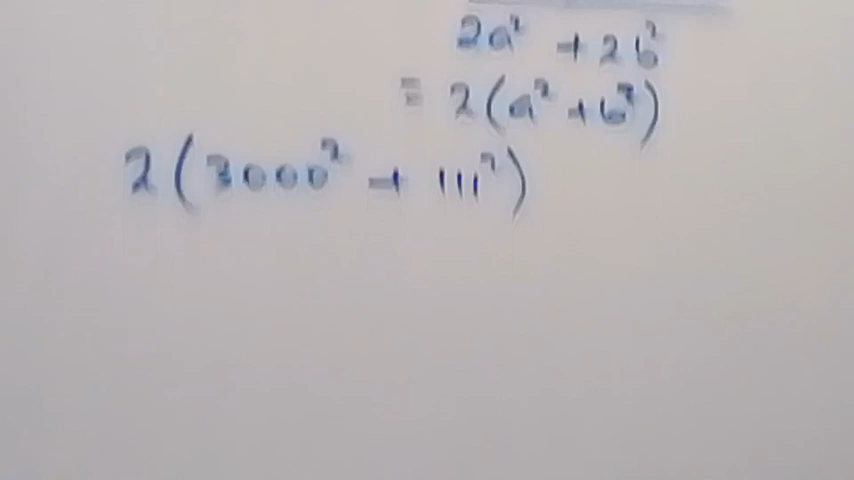 2a² + 2b²
= 2(a² + b²)
2(3000² + 111²)